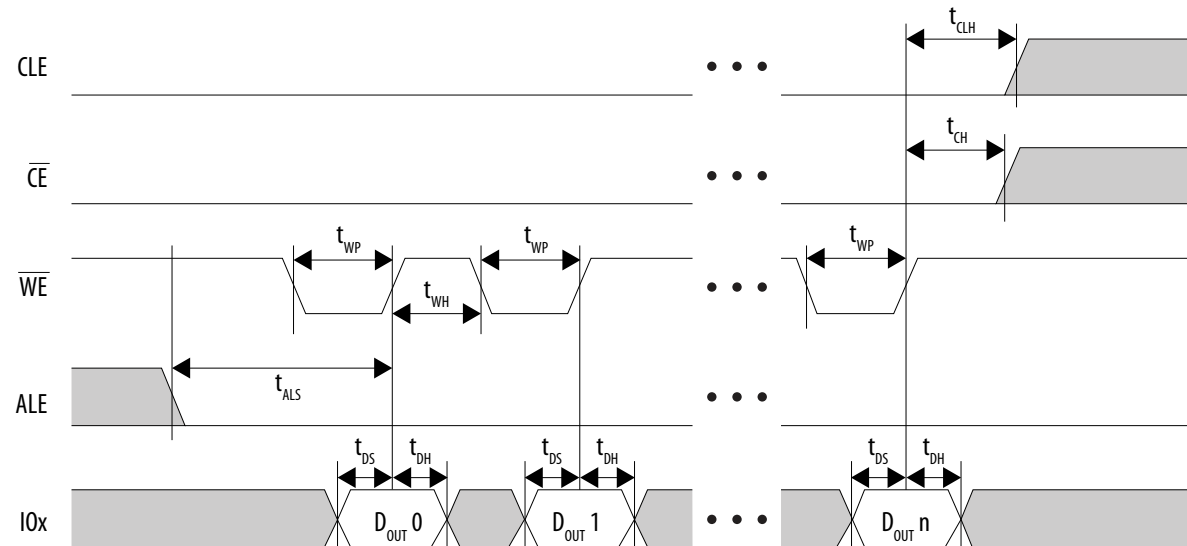 CLE
tCLH
CE
tCH
WE
tWP
tWP
tWP
tWH
ALE
tALS
tDS
tDH
tDS
tDH
tDS
tDH
IOx
DOUT 0
DOUT 1
DOUT n